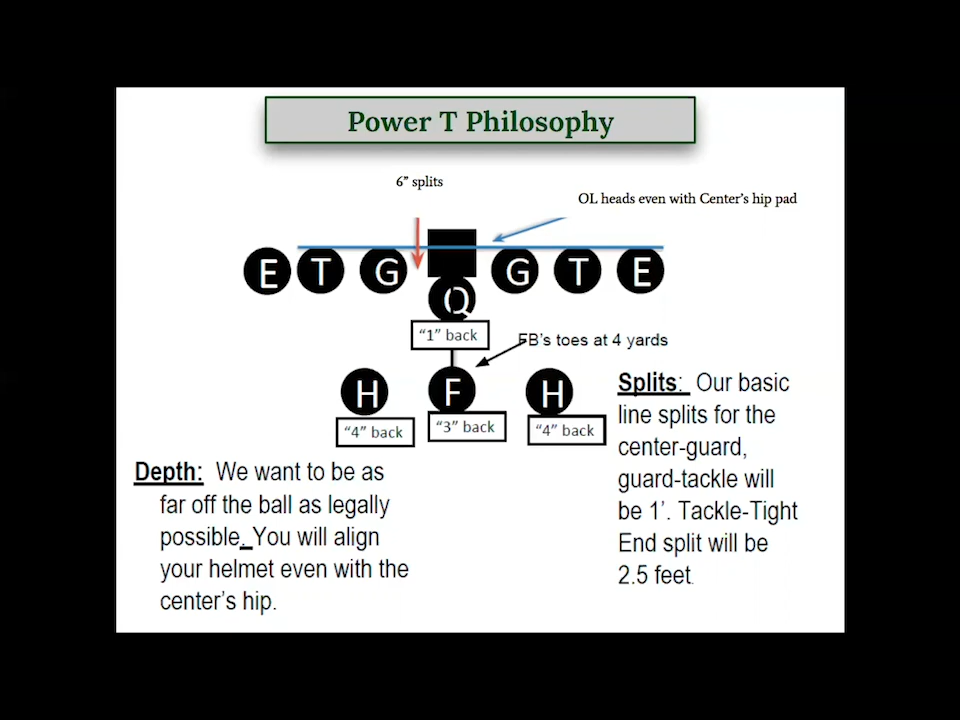 Power T Philosophy
6” splits
OL heads even with Center’s hip pad
E T G G T E
Q
“1” back
FB’s toes at 4 yards
H F H
“4” back “3” back “4” back
Splits: Our basic
line splits for the
center-guard,
guard-tackle will
be 1’. Tackle-Tight
End split will be
2.5 feet.
Depth: We want to be as
far off the ball as legally
possible. You will align
your helmet even with the
center’s hip.